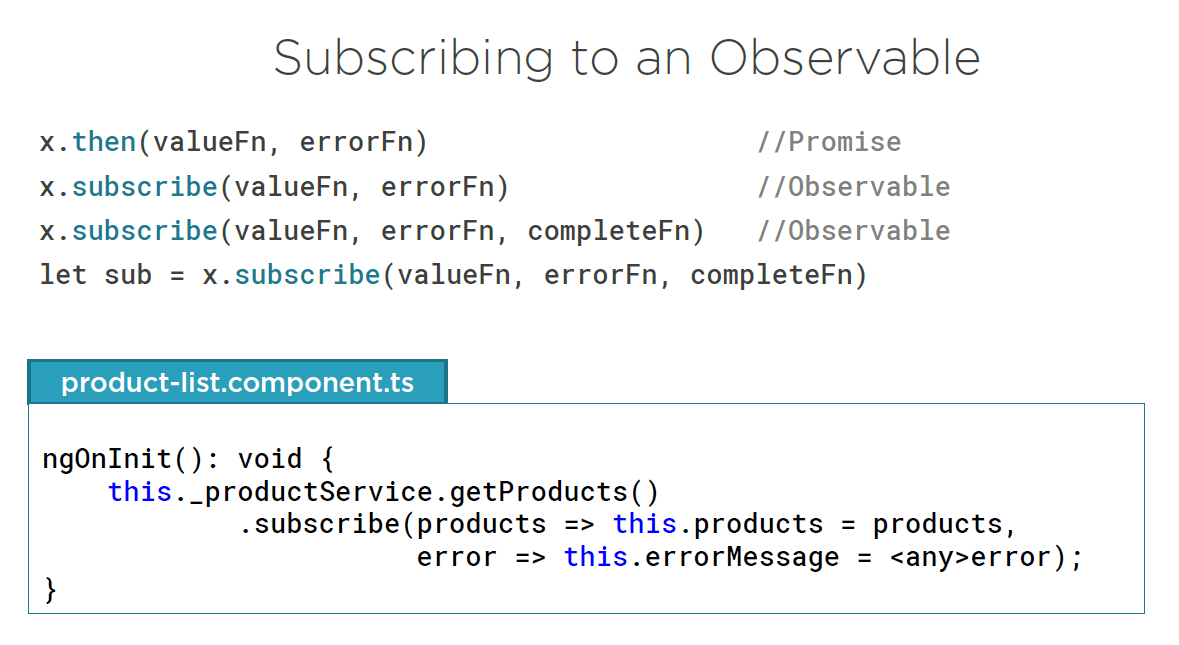 Subscribing to an Observable
x.then(valueFn, errorFn) //Promise
x.subscribe(valueFn, errorFn) //Observable
x.subscribe(valueFn, errorFn, completeFn) //Observable
let sub = x.subscribe(valueFn, errorFn, completeFn)
product-list.component.ts
ngOnInit(): void {
this._productService.getProducts()
.subscribe(products => this.products = products,
error => this.errorMessage = <any>error);
}